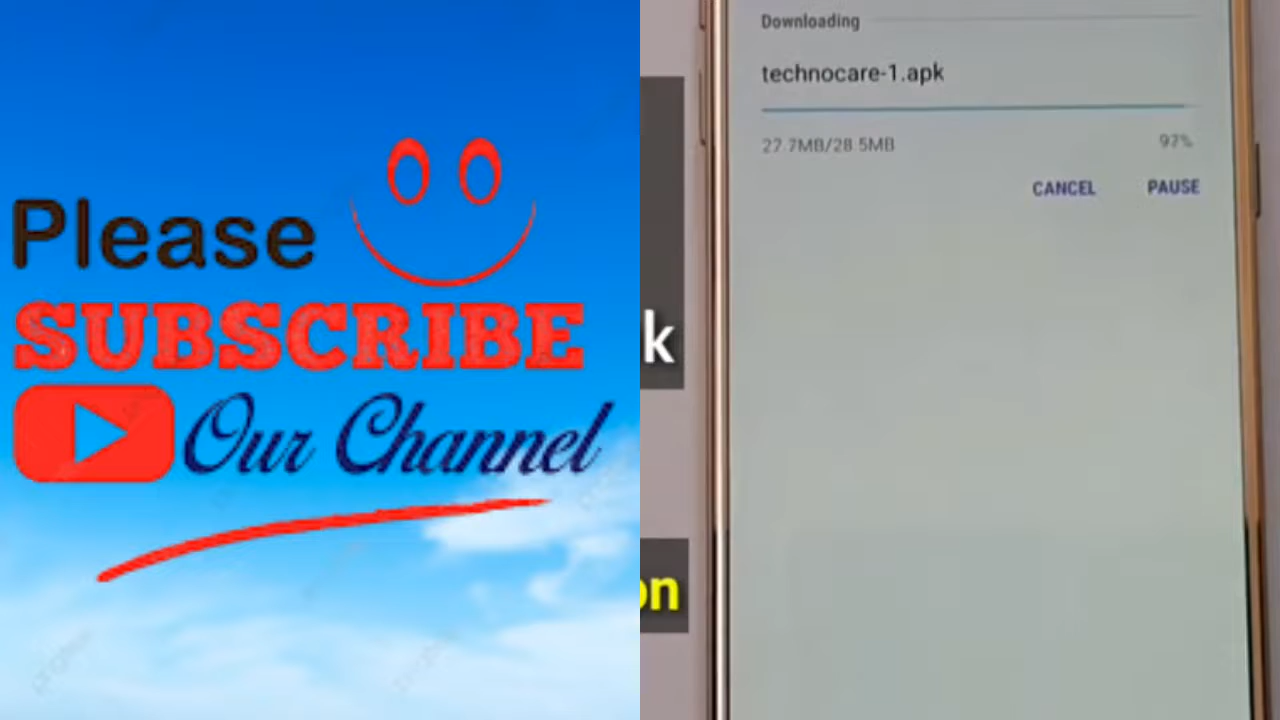 Please
SUBSCRIBE
Our Channel
Downloading
technocare-1.apk
27.7MB/28.5MB
97%
CANCEL PAUSE
k
on